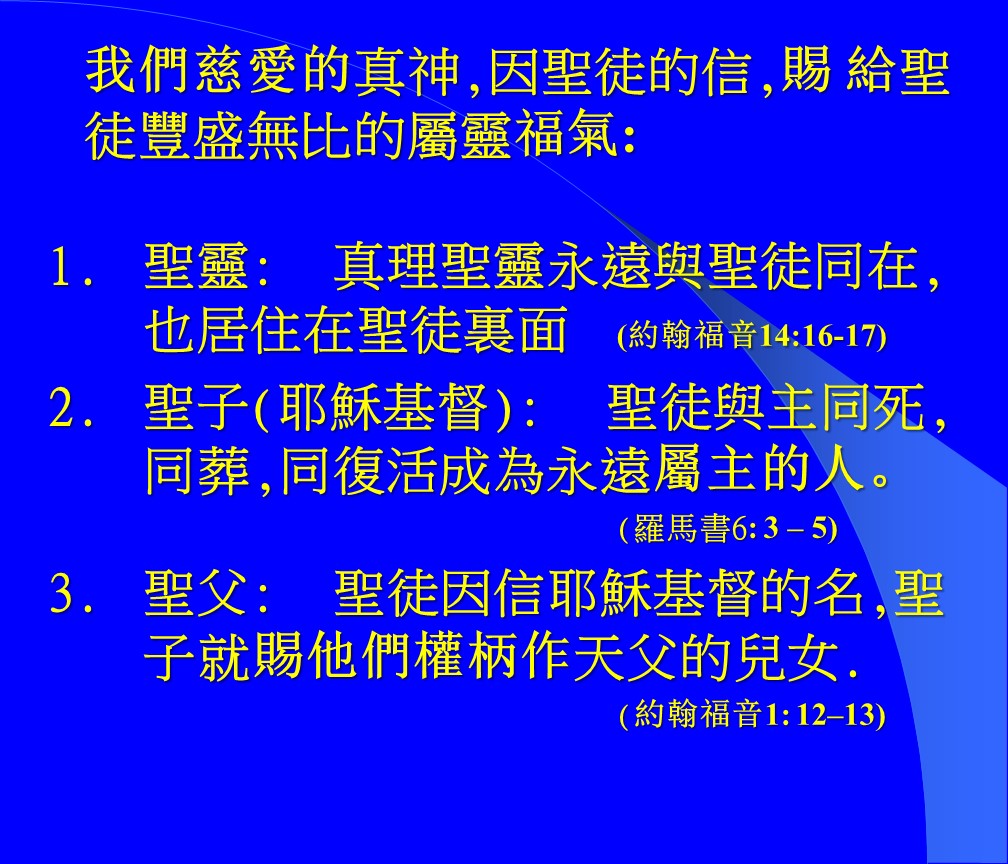 我們慈愛的真神,因聖徒的信,賜 給聖
徒豐盛無比的屬靈福氣:
1. 聖靈: 真理聖靈永遠與聖徒同在,
也居住在聖徒裏面 (約翰福音14:16-17)
2. 聖子(耶穌基督): 聖徒與主同死,
同葬,同復活成為永遠屬主的人。
(羅馬書6: 3 – 5)
3. 聖父: 聖徒因信耶穌基督的名,聖
子就賜他們權柄作天父的兒女.
(約翰福音1: 12–13)